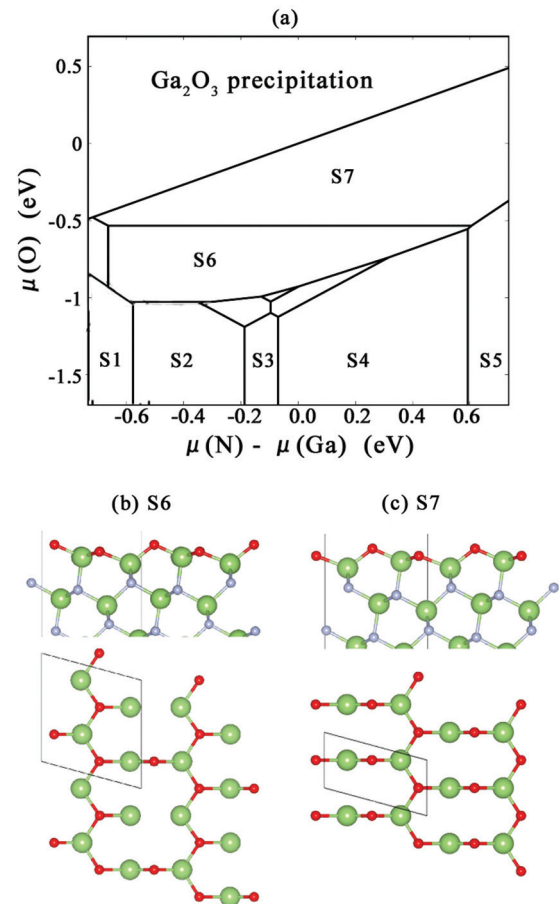 (a)
Ga₂O₃ precipitation
S7
S6
S1 S2 S3 S4 S5
0.5
0
-0.5
-1
-1.5
μ(O) (eV)
-0.6 -0.4 -0.2 0.0 0.2 0.4 0.6
μ(N) - μ(Ga) (eV)
(b) S6 (c) S7